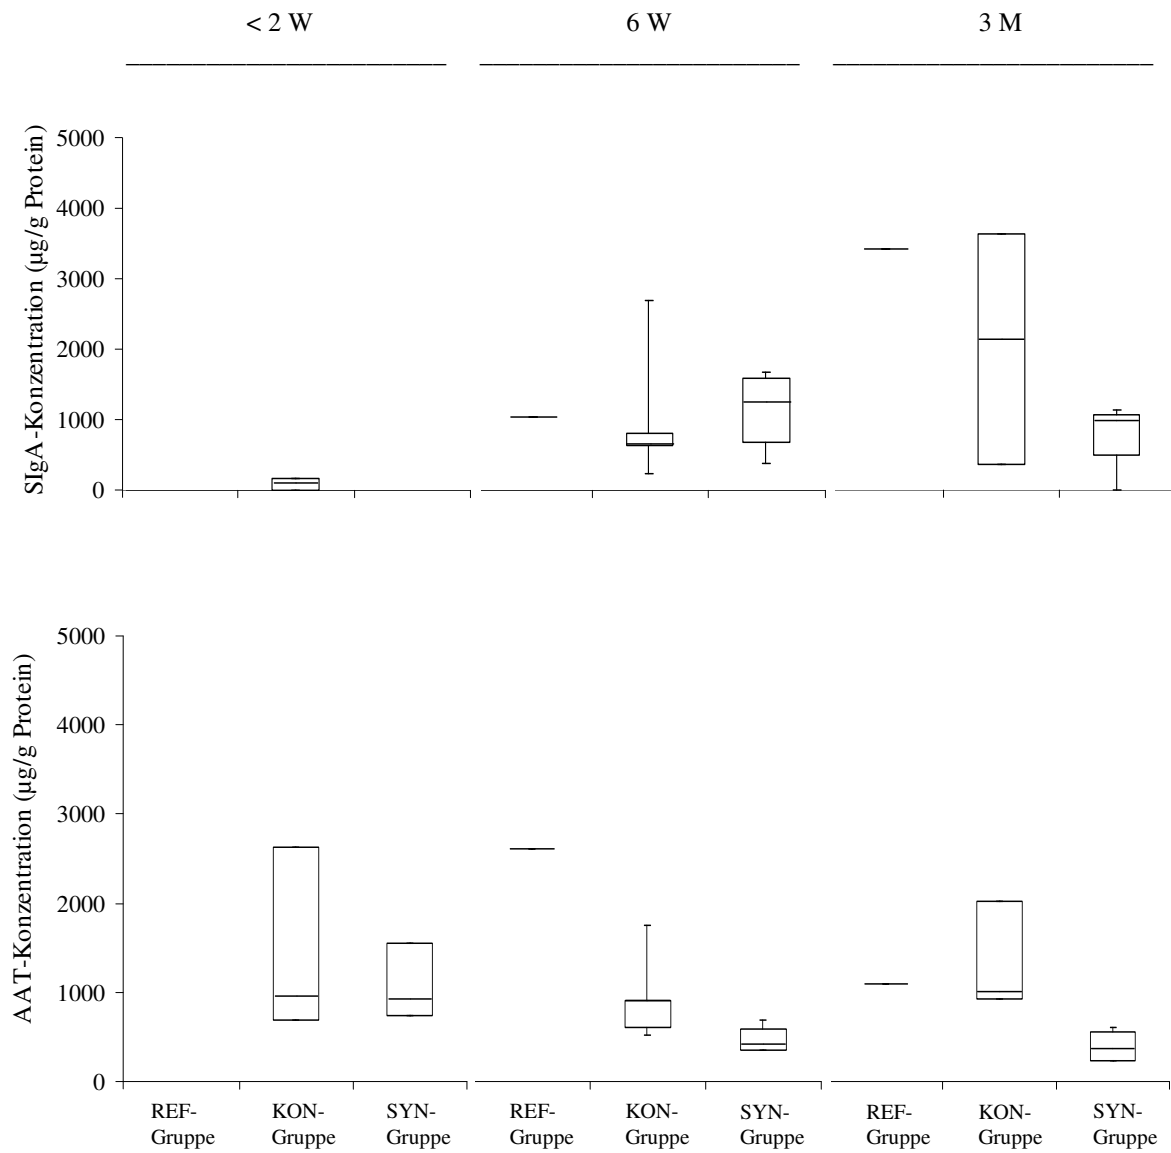 < 2 W
6 W
3 M
SIgA-Konzentration (µg/g Protein)
5000
4000
3000
2000
1000
0
AAT-Konzentration (µg/g Protein)
5000
4000
3000
2000
1000
0
REF-
Gruppe
KON-
Gruppe
SYN-
Gruppe
REF-
Gruppe
KON-
Gruppe
SYN-
Gruppe
REF-
Gruppe
KON-
Gruppe
SYN-
Gruppe